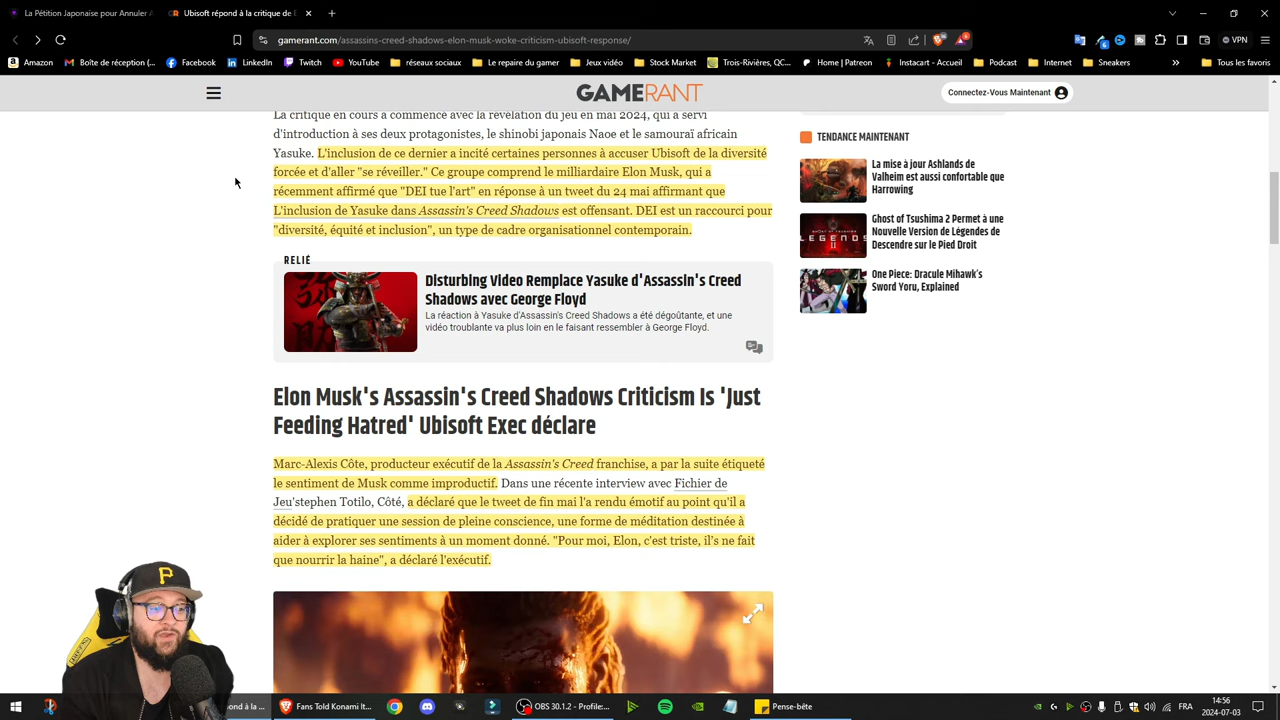 La Pétition Japonaise pour Annuler A
Ubisoft répond à la critique de l
gamerant.com/assassins-creed-shadows-elon-musk-woke-criticism-ubisoft-response/
VPN
Amazon
Boîte de réception (...
Facebook
LinkedIn
Twitch
YouTube
réseaux sociaux
Le repaire du gamer
Jeux vidéo
Stock Market
Trois-Rivières, QC...
Home | Patreon
Instacart - Accueil
Podcast
Internet
Sneakers
Tous les favoris
GAMERANT
Connectez-Vous Maintenant
La critique en cours a commencé avec la révélation du jeu en mai 2024, qui a servi
d'introduction à ses deux protagonistes, le shinobi japonais Naoe et le samouraï africain
Yasuke. L'inclusion de ce dernier a incité certaines personnes à accuser Ubisoft de la diversité
forcée et d'aller "se réveiller." Ce groupe comprend le milliardaire Elon Musk, qui a
récemment affirmé que "DEI tue l'art" en réponse à un tweet du 24 mai affirmant que
L'inclusion de Yasuke dans Assassin's Creed Shadows est offensant. DEI est un raccourci pour
"diversité, équité et inclusion", un type de cadre organisationnel contemporain.
RELIÉ
Disturbing Video Remplace Yasuke d'Assassin's Creed
Shadows avec George Floyd
La réaction à Yasuke d'Assassin's Creed Shadows a été dégoûtante, et une
vidéo troublante va plus loin en le faisant ressembler à George Floyd.
Elon Musk's Assassin's Creed Shadows Criticism Is 'Just
Feeding Hatred' Ubisoft Exec déclare
Marc-Alexis Côte, producteur exécutif de la Assassin's Creed franchise, a par la suite étiqueté
le sentiment de Musk comme improductif. Dans une récente interview avec Fichier de
Jeu'stephen Totilo, Côté, a déclaré que le tweet de fin mai l'a rendu émotif au point qu'il a
décidé de pratiquer une session de pleine conscience, une forme de méditation destinée à
aider à explorer ses sentiments à un moment donné. "Pour moi, Elon, c'est triste, il's ne fait
que nourrir la haine", a déclaré l'exécutif.
TENDANCE MAINTENANT
La mise à jour Ashlands de
Valheim est aussi confortable que
Harrowing
LEGENDS
II
Ghost of Tsushima 2 Permet à une
Nouvelle Version de Légendes de
Descendre sur le Pied Droit
One Piece: Dracule Mihawk's
Sword Yoru, Explained
P
ond à la ...
Fans Told Konami It...
OBS 30.1.2 - Profile:...
Pense-bête
FRA
14:56
2024-07-03